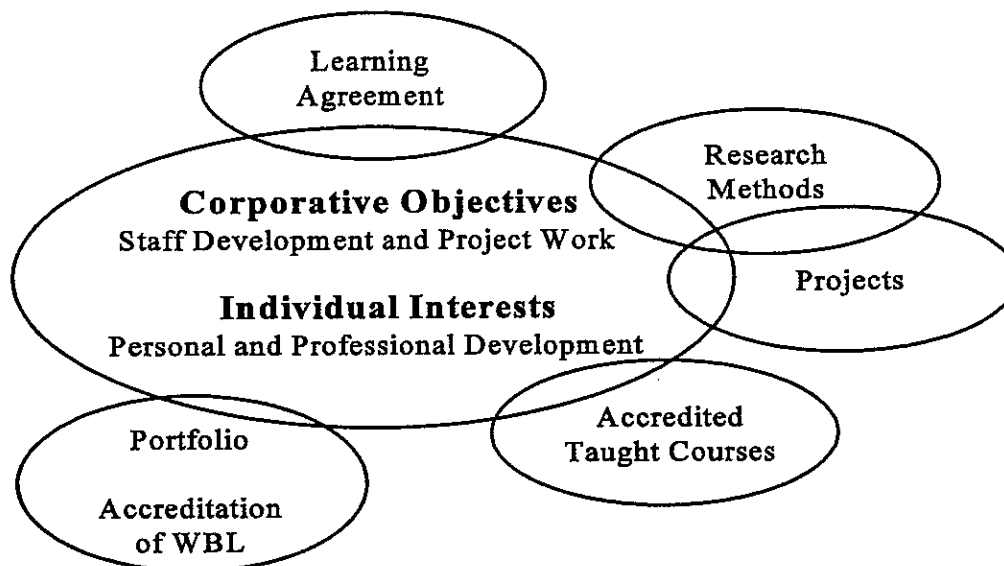 Learning
Agreement
Research
Methods
Corporative Objectives
Staff Development and Project Work
Projects
Individual Interests
Personal and Professional Development
Accredited
Taught Courses
Portfolio
Accreditation
of WBL